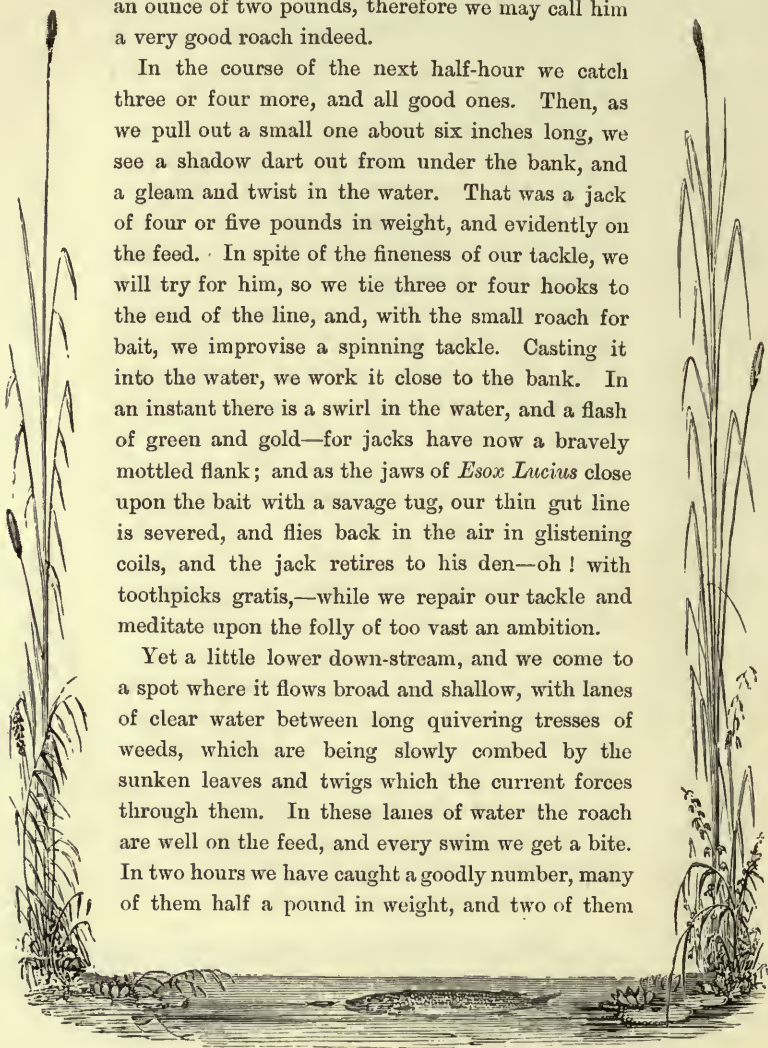 an ounce of two pounds, therefore we may call him
a very good roach indeed.
In the course of the next half-hour we catch
three or four more, and all good ones. Then, as
we pull out a small one about six inches long, we
see a shadow dart out from under the bank, and
a gleam and twist in the water. That was a jack
of four or five pounds in weight, and evidently on
the feed. In spite of the fineness of our tackle, we
will try for him, so we tie three or four hooks to
the end of the line, and, with the small roach for
bait, we improvise a spinning tackle. Casting it
into the water, we work it close to the bank. In
an instant there is a swirl in the water, and a flash
of green and gold—for jacks have now a bravely
mottled flank; and as the jaws of Esox Lucius close
upon the bait with a savage tug, our thin gut line
is severed, and flies back in the air in glistening
coils, and the jack retires to his den—oh! with
toothpicks gratis,—while we repair our tackle and
meditate upon the folly of too vast an ambition.
Yet a little lower down-stream, and we come to
a spot where it flows broad and shallow, with lanes
of clear water between long quivering tresses of
weeds, which are being slowly combed by the
sunken leaves and twigs which the current forces
through them. In these lanes of water the roach
are well on the feed, and every swim we get a bite.
In two hours we have caught a goodly number, many
of them half a pound in weight, and two of them